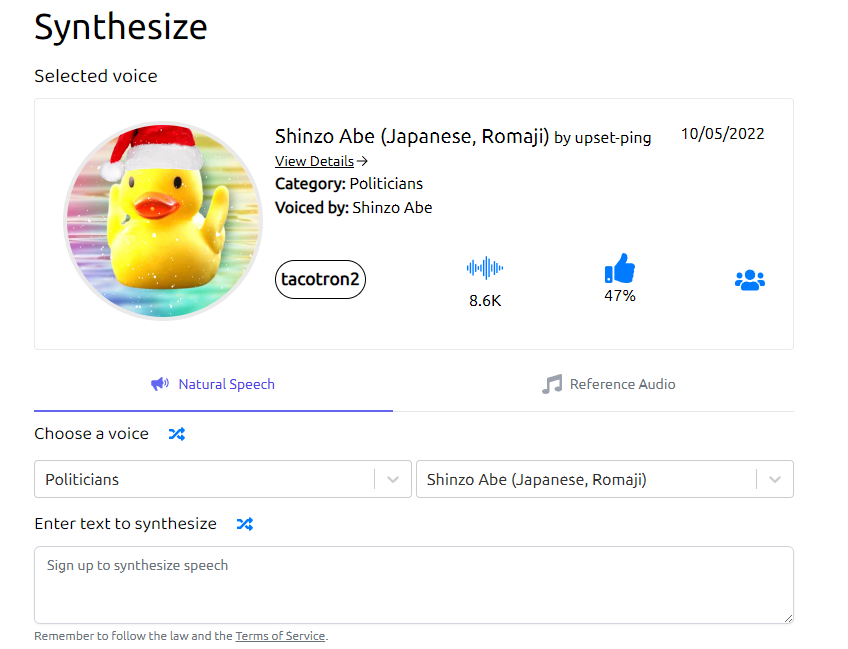 Synthesize
Selected voice
Shinzo Abe (Japanese, Romaji) by upset-ping 10/05/2022
View Details→
Category: Politicians
Voiced by: Shinzo Abe
tacotron2
8.6K
47%
Natural Speech
Reference Audio
Choose a voice
Politicians
Shinzo Abe (Japanese, Romaji)
Enter text to synthesize
Sign up to synthesize speech
Remember to follow the law and the Terms of Service.